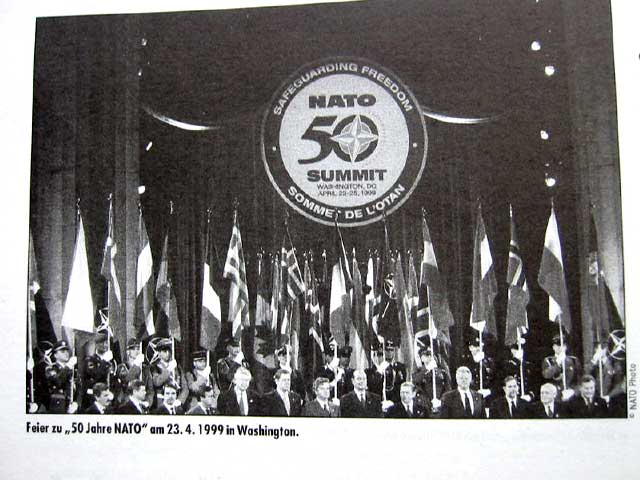 SAFEGUARDING FREEDOM
NATO
50
SUMMIT
WASHINGTON, DC
APRIL 23-25, 1999
SOMMET DE L'OTAN
© NATO Photo
Feier zu „50 Jahre NATO" am 23. 4. 1999 in Washington.